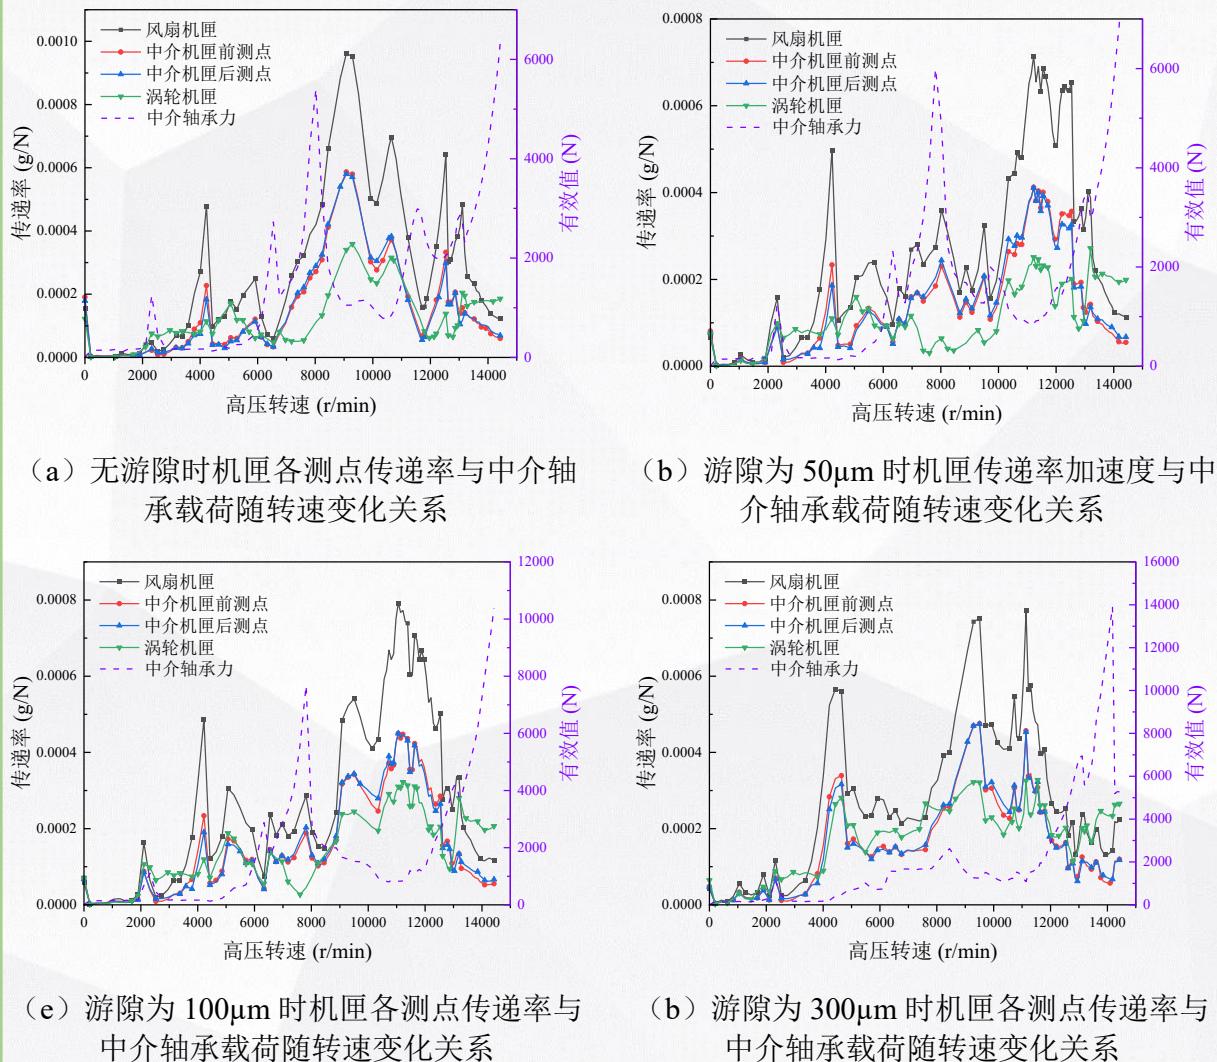 0.0010
0.0008
0.0006
0.0004
0.0002
0.0000
传递率 (g/N)
风扇机匣
中介机匣前测点
中介机匣后测点
涡轮机匣
中介轴承力
6000
4000
2000
0
有效值 (N)
0 2000 4000 6000 8000 10000 12000 14000
高压转速 (r/min)
(a)无游隙时机匣各测点传递率与中介轴
承载荷随转速变化关系
0.0008
0.0006
0.0004
0.0002
0.0000
传递率 (g/N)
风扇机匣
中介机匣前测点
中介机匣后测点
涡轮机匣
中介轴承力
6000
4000
2000
0
有效值 (N)
0 2000 4000 6000 8000 10000 12000 14000
高压转速 (r/min)
(b)游隙为 50μm 时机匣传递率加速度与中
介轴承载荷随转速变化关系
0.0008
0.0006
0.0004
0.0002
0.0000
传递率 (g/N)
风扇机匣
中介机匣前测点
中介机匣后测点
涡轮机匣
中介轴承力
12000
10000
8000
6000
4000
2000
0
有效值 (N)
0 2000 4000 6000 8000 10000 12000 14000
高压转速 (r/min)
(e)游隙为 100μm 时机匣各测点传递率与
中介轴承载荷随转速变化关系
0.0008
0.0006
0.0004
0.0002
0.0000
传递率 (g/N)
风扇机匣
中介机匣前测点
中介机匣后测点
涡轮机匣
中介轴承力
16000
14000
12000
10000
8000
6000
4000
2000
0
有效值 (N)
0 2000 4000 6000 8000 10000 12000 14000
高压转速 (r/min)
(b)游隙为 300μm 时机匣各测点传递率与
中介轴承载荷随转速变化关系